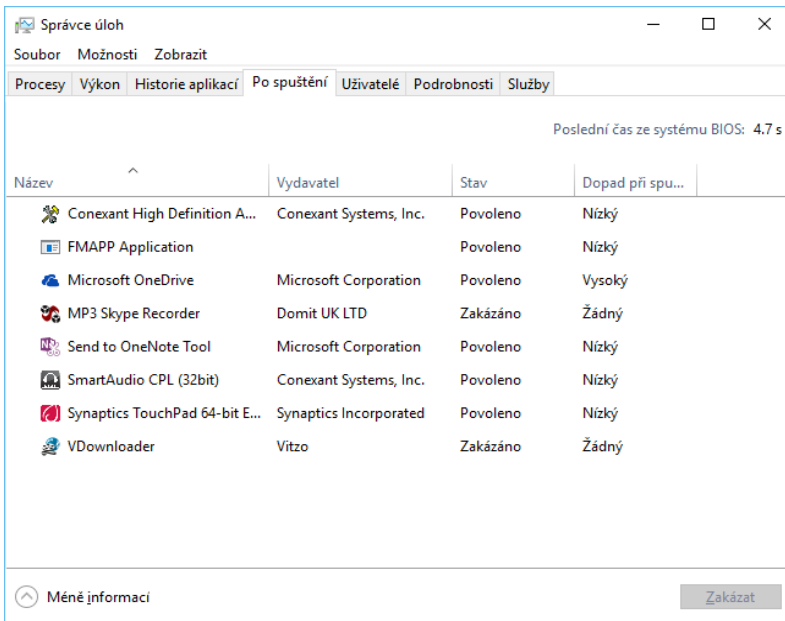 Správce úloh
Soubor Možnosti Zobrazit
Procesy Výkon Historie aplikací Po spuštění Uživatelé Podrobnosti Služby
Poslední čas ze systému BIOS: 4.7 s
Název Vydavatel Stav Dopad při spu...
Conexant High Definition A... Conexant Systems, Inc. Povoleno Nízký
FMAPP Application Povoleno Nízký
Microsoft OneDrive Microsoft Corporation Povoleno Vysoký
MP3 Skype Recorder Domit UK LTD Zakázáno Žádný
Send to OneNote Tool Microsoft Corporation Povoleno Nízký
SmartAudio CPL (32bit) Conexant Systems, Inc. Povoleno Nízký
Synaptics TouchPad 64-bit E... Synaptics Incorporated Povoleno Nízký
VDownloader Vitzo Zakázáno Žádný
Méně informací Zakázat